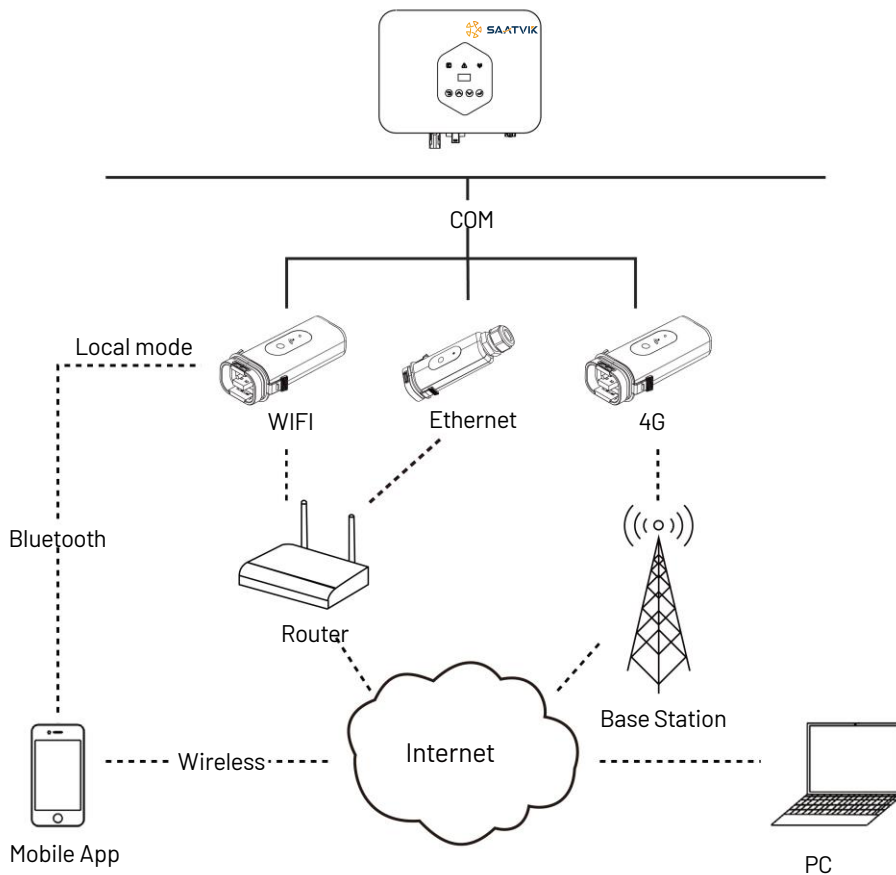 SAATVIK
COM
Local mode
WIFI
Ethernet
4G
Bluetooth
Router
Base Station
Wireless
Internet
Mobile App
PC